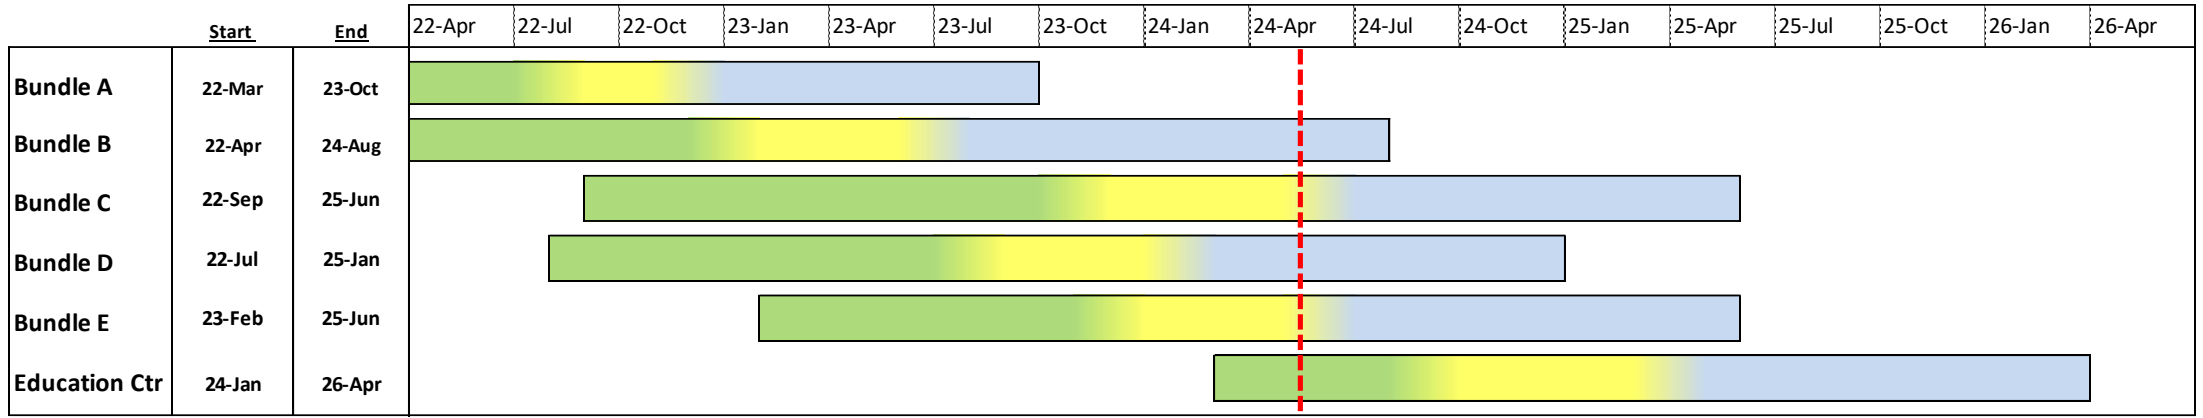 Start End 22-Apr 22-Jul 22-Oct 23-Jan 23-Apr 23-Jul 23-Oct 24-Jan 24-Apr 24-Jul 24-Oct 25-Jan 25-Apr 25-Jul 25-Oct 26-Jan 26-Apr
Bundle A 22-Mar 23-Oct
Bundle B 22-Apr 24-Aug
Bundle C 22-Sep 25-Jun
Bundle D 22-Jul 25-Jan
Bundle E 23-Feb 25-Jun
Education Ctr 24-Jan 26-Apr